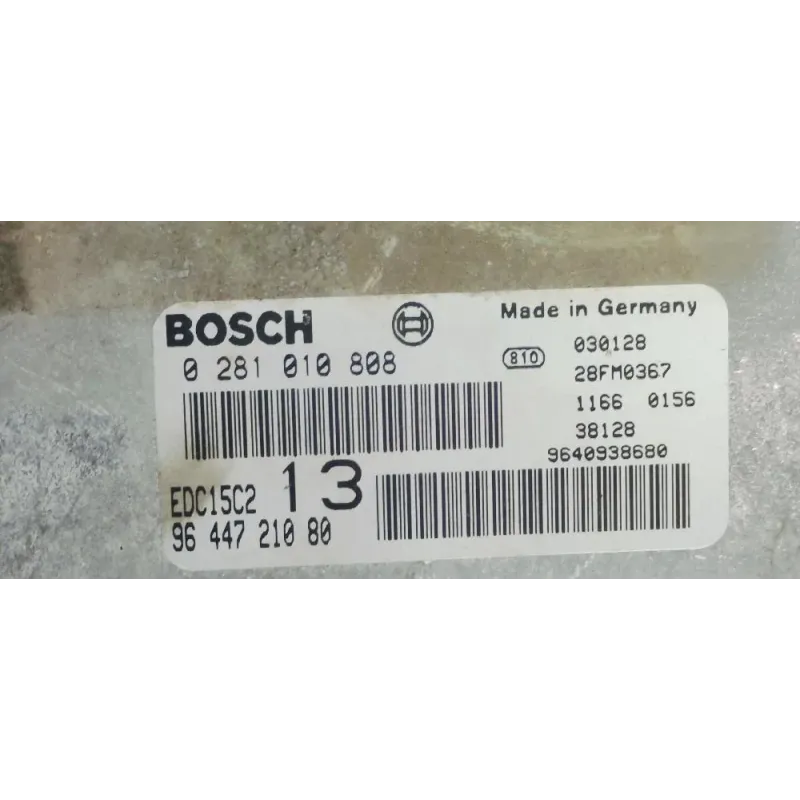 BOSCH
Made in Germany
0 281 010 808
810
030128
28FM0367
1166 0156
38128
9640938680
EDC15C2 13
96 447 210 80